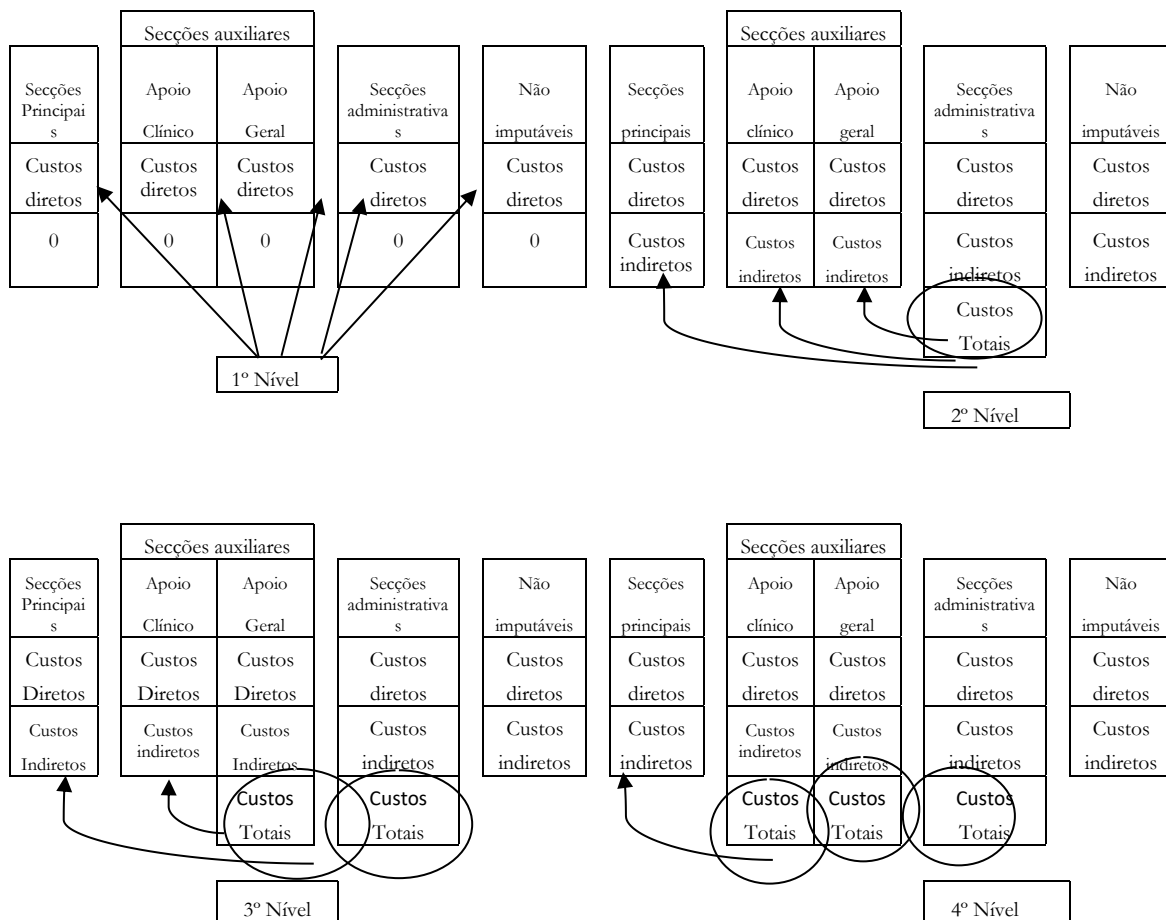 Secções auxiliares
Secções
Principai
s
Apoio
Clínico
Apoio
Geral
Secções
administrativa
s
Não
imputáveis
Custos
diretos
Custos
diretos
Custos
diretos
Custos
diretos
Custos
diretos
0
0
0
0
0
1º Nível
Secções auxiliares
Secções
principais
Apoio
clínico
Apoio
geral
Secções
administrativa
s
Não
imputáveis
Custos
diretos
Custos
diretos
Custos
diretos
Custos
diretos
Custos
diretos
Custos
indiretos
Custos
indiretos
Custos
indiretos
Custos
indiretos
Custos
indiretos
Custos
Totais
2º Nível
Secções auxiliares
Secções
Principai
s
Apoio
Clínico
Apoio
Geral
Secções
administrativa
s
Não
imputáveis
Custos
Diretos
Custos
Diretos
Custos
Diretos
Custos
diretos
Custos
diretos
Custos
Indiretos
Custos
indiretos
Custos
Indiretos
Custos
indiretos
Custos
indiretos
Custos
Totais
Custos
Totais
3º Nível
Secções auxiliares
Secções
principais
Apoio
clínico
Apoio
geral
Secções
administrativa
s
Não
imputáveis
Custos
diretos
Custos
diretos
Custos
diretos
Custos
diretos
Custos
diretos
Custos
indiretos
Custos
indiretos
Custos
indiretos
Custos
indiretos
Custos
indiretos
Custos
Totais
Custos
Totais
Custos
Totais
4º Nível